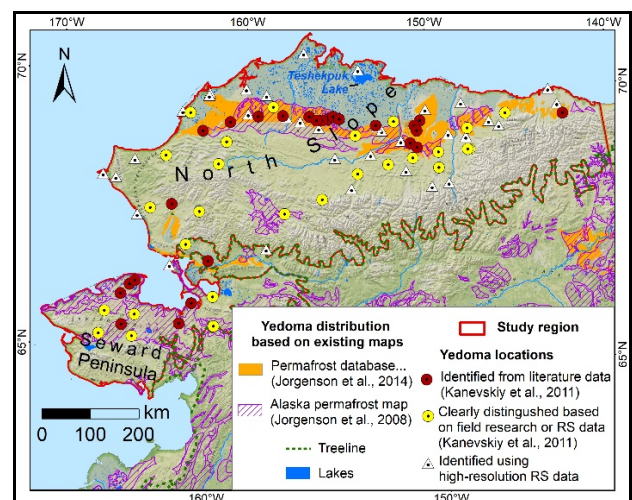 170°W
160°W
150°W
140°W
N
70°N
70°N
Teshekpuk
Lake
North Slope
Seward
Peninsula
65°N
65°N
km
0 100 200
Yedoma distribution
based on existing maps
Permafrost database...
(Jorgenson et al., 2014)
Alaska permafrost map
(Jorgenson et al., 2008)
Treeline
Lakes
Study region
Yedoma locations
Identified from literature data
(Kanevskiy et al., 2011)
Clearly distingushed based
on field research or RS data
(Kanevskiy et al., 2011)
Identified using
high-resolution RS data
160°W
150°W